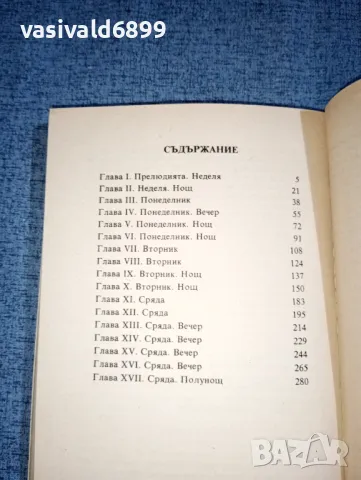 vasivald6899
СЪДЪРЖАНИЕ
Глава I. Прелюдията. Неделя 5
Глава II. Неделя. Нощ 21
Глава III. Понеделник 38
Глава IV. Понеделник. Вечер 55
Глава V. Понеделник. Нощ 72
Глава VI. Понеделник. Нощ 91
Глава VII. Вторник 108
Глава VIII. Вторник 124
Глава IX. Вторник. Нощ 137
Глава X. Вторник. Нощ 150
Глава XI. Сряда 183
Глава XII. Сряда 195
Глава XIII. Сряда. Вечер 214
Глава XIV. Сряда. Вечер 229
Глава XV. Сряда. Вечер 244
Глава XVI. Сряда. Вечер 265
Глава XVII. Сряда. Полунощ 280
BAZAR